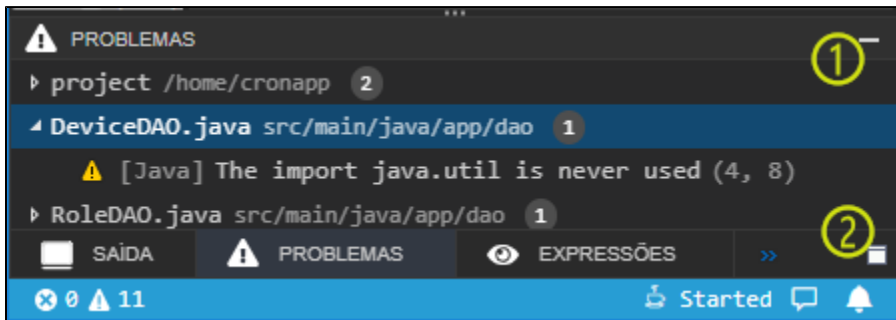 PROBLEMAS
1
project /home/cronapp 2
DeviceDAO.java src/main/java/app/dao 1
[Java] The import java.util is never used (4, 8)
RoleDAO.java src/main/java/app/dao 1
2
SAÍDA PROBLEMAS EXPRESSÕES »
0 11 Started